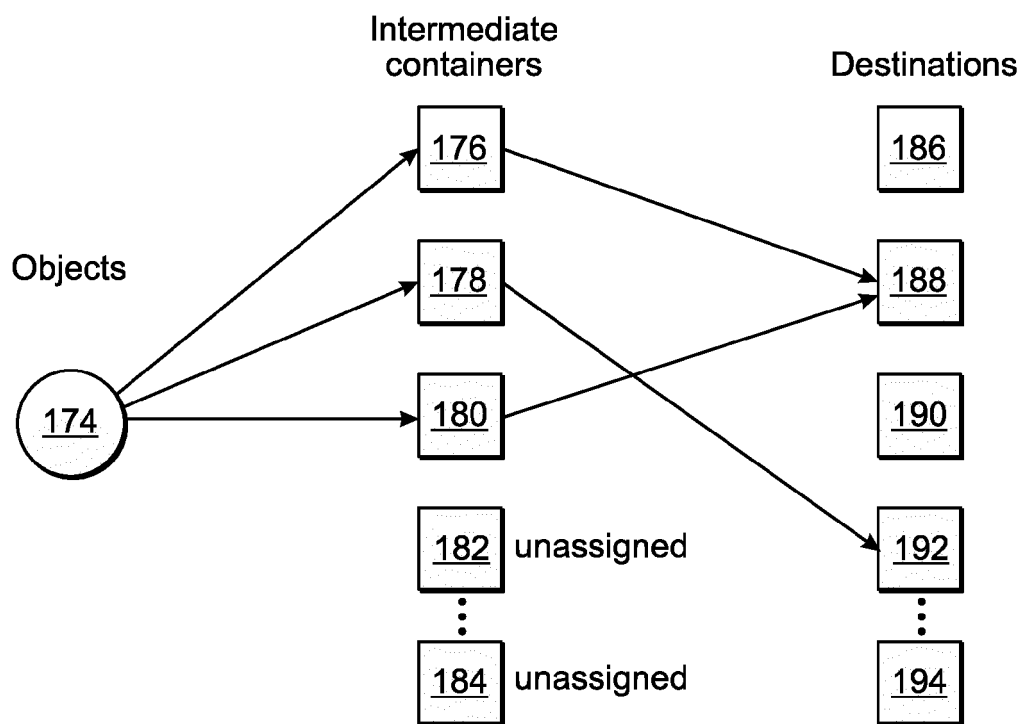 Intermediate
containers
Destinations
176
186
Objects
178
188
174
180
190
182 unassigned
192
184 unassigned
194